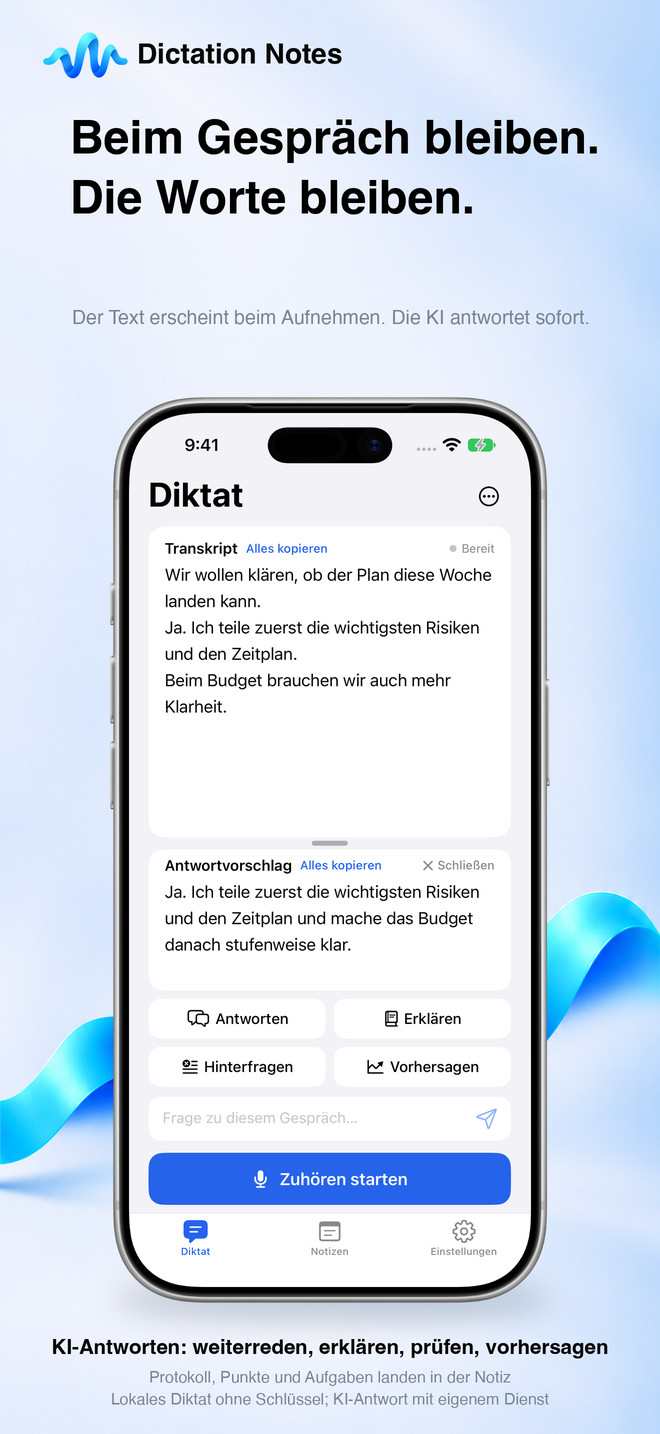 Dictation Notes
Beim Gespräch bleiben.
Die Worte bleiben.
Der Text erscheint beim Aufnehmen. Die KI antwortet sofort.
9:41
Diktat
Transkript Alles kopieren Bereit
Wir wollen klären, ob der Plan diese Woche
landen kann.
Ja. Ich teile zuerst die wichtigsten Risiken
und den Zeitplan.
Beim Budget brauchen wir auch mehr
Klarheit.
Antwortvorschlag Alles kopieren Schließen
Ja. Ich teile zuerst die wichtigsten Risiken
und den Zeitplan und mache das Budget
danach stufenweise klar.
Antworten Erklären
Hinterfragen Vorhersagen
Frage zu diesem Gespräch...
Zuhören starten
Diktat Notizen Einstellungen
KI-Antworten: weiterreden, erklären, prüfen, vorhersagen
Protokoll, Punkte und Aufgaben landen in der Notiz
Lokales Diktat ohne Schlüssel; KI-Antwort mit eigenem Dienst